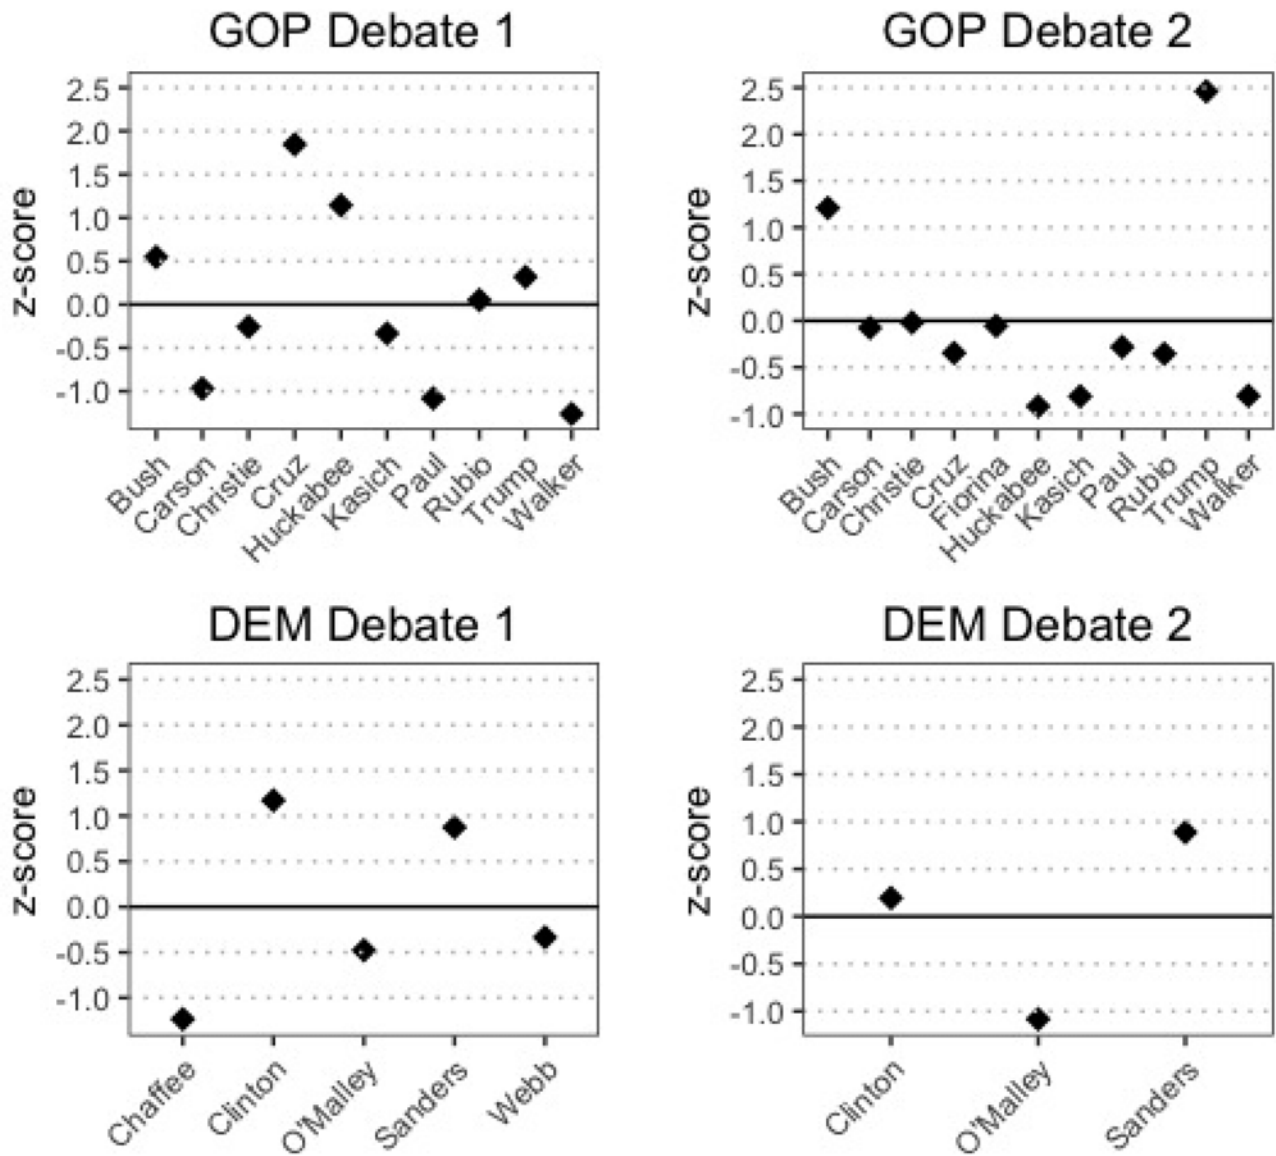 GOP Debate 1
z-score
2.5
2.0
1.5
1.0
0.5
0.0
-0.5
-1.0
Bush
Carson
Christie
Cruz
Huckabee
Kasich
Paul
Rubio
Trump
Walker
GOP Debate 2
z-score
2.5
2.0
1.5
1.0
0.5
0.0
-0.5
-1.0
Bush
Carson
Christie
Cruz
Fiorina
Huckabee
Kasich
Paul
Rubio
Trump
Walker
DEM Debate 1
z-score
2.5
2.0
1.5
1.0
0.5
0.0
-0.5
-1.0
Chaffee
Clinton
O'Malley
Sanders
Webb
DEM Debate 2
z-score
2.5
2.0
1.5
1.0
0.5
0.0
-0.5
-1.0
Clinton
O'Malley
Sanders